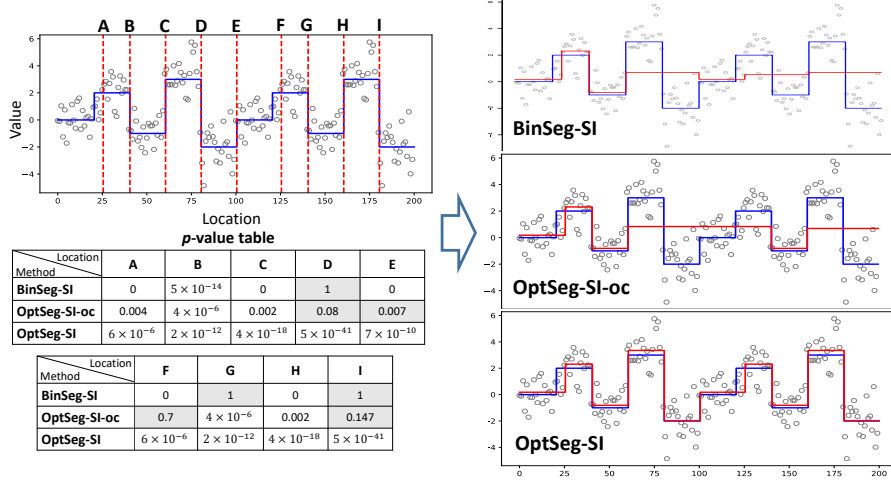 A B C D E F G H I
6
4
2
0
−2
−4
Value
0 25 50 75 100 125 150 175 200
Location
p-value table
Location
Method
A B C D E
BinSeg-SI 0 5 × 10⁻¹⁴ 0 1 0
OptSeg-SI-oc 0.004 4 × 10⁻⁶ 0.002 0.08 0.007
OptSeg-SI 6 × 10⁻⁶ 2 × 10⁻¹² 4 × 10⁻¹⁸ 5 × 10⁻⁴¹ 7 × 10⁻¹⁰
Location
Method
F G H I
BinSeg-SI 0 1 0 1
OptSeg-SI-oc 0.7 4 × 10⁻⁶ 0.002 0.147
OptSeg-SI 6 × 10⁻⁶ 2 × 10⁻¹² 4 × 10⁻¹⁸ 5 × 10⁻⁴¹
BinSeg-SI
6
4
2
0
−2
−4
OptSeg-SI-oc
6
4
2
0
−2
−4
OptSeg-SI
0 25 50 75 100 125 150 175 200